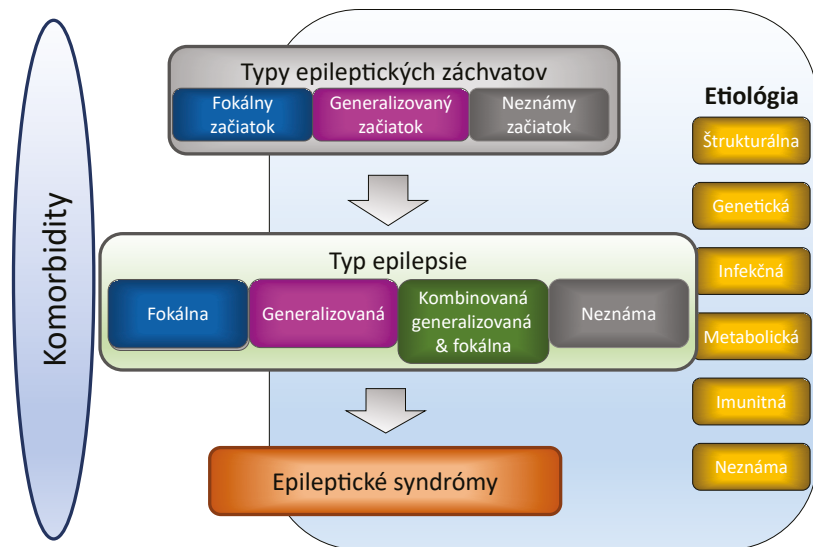 Komorbidity
Typy epileptických záchvatov
Fokálny
začiatok
Generalizovaný
začiatok
Neznámy
začiatok
Typ epilepsie
Fokálna
Generalizovaná
Kombinovaná
generalizovaná
& fokálna
Neznáma
Epileptické syndrómy
Etiológia
Štrukturálna
Genetická
Infekčná
Metabolická
Imunitná
Neznáma